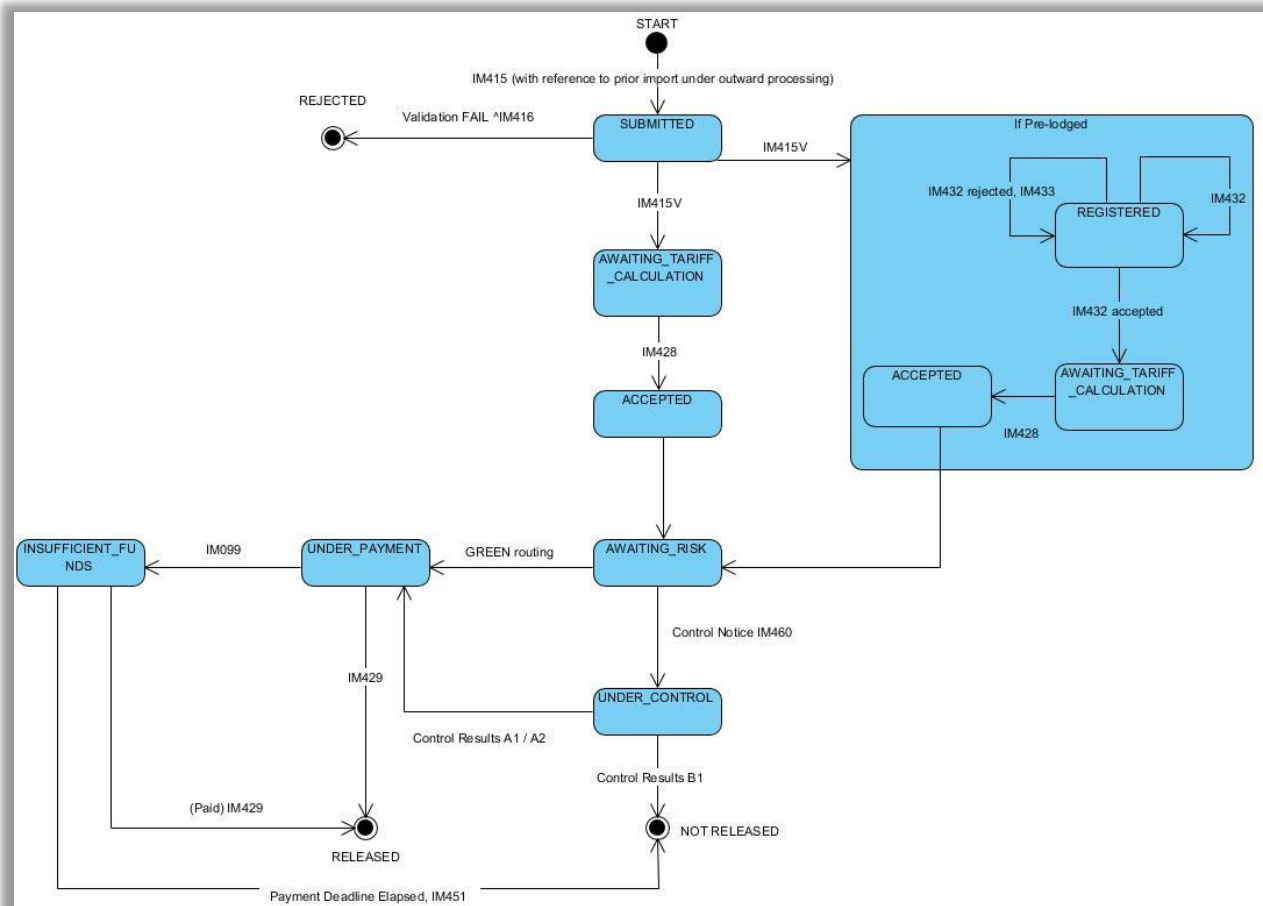 START
IM415 (with reference to prior import under outward processing)
REJECTED
Validation FAIL ^IM416
SUBMITTED
If Pre-lodged
IM415V
IM415V
IM432 rejected, IM433
IM432
REGISTERED
AWAITING_TARIFF
_CALCULATION
IM432 accepted
IM428
ACCEPTED
AWAITING_TARIFF
_CALCULATION
ACCEPTED
IM428
INSUFFICIENT_FU
NDS
IM099
UNDER_PAYMENT
GREEN routing
AWAITING_RISK
Control Notice IM460
IM429
UNDER_CONTROL
Control Results A1 / A2
Control Results B1
(Paid) IM429
NOT RELEASED
RELEASED
Payment Deadline Elapsed, IM451